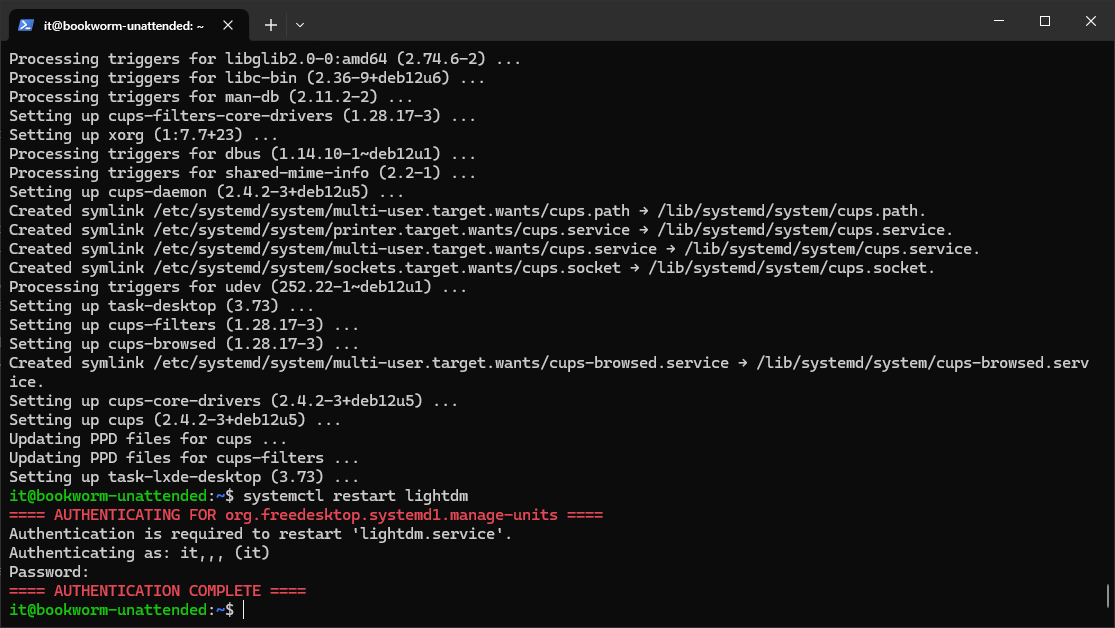 it@bookworm-unattended: ~
Processing triggers for libglib2.0-0:amd64 (2.74.6-2) ...
Processing triggers for libc-bin (2.36-9+deb12u6) ...
Processing triggers for man-db (2.11.2-2) ...
Setting up cups-filters-core-drivers (1.28.17-3) ...
Setting up xorg (1:7.7+23) ...
Processing triggers for dbus (1.14.10-1~deb12u1) ...
Processing triggers for shared-mime-info (2.2-1) ...
Setting up cups-daemon (2.4.2-3+deb12u5) ...
Created symlink /etc/systemd/system/multi-user.target.wants/cups.path → /lib/systemd/system/cups.path.
Created symlink /etc/systemd/system/printer.target.wants/cups.service → /lib/systemd/system/cups.service.
Created symlink /etc/systemd/system/multi-user.target.wants/cups.service → /lib/systemd/system/cups.service.
Created symlink /etc/systemd/system/sockets.target.wants/cups.socket → /lib/systemd/system/cups.socket.
Processing triggers for udev (252.22-1~deb12u1) ...
Setting up task-desktop (3.73) ...
Setting up cups-filters (1.28.17-3) ...
Setting up cups-browsed (1.28.17-3) ...
Created symlink /etc/systemd/system/multi-user.target.wants/cups-browsed.service → /lib/systemd/system/cups-browsed.serv
ice.
Setting up cups-core-drivers (2.4.2-3+deb12u5) ...
Setting up cups (2.4.2-3+deb12u5) ...
Updating PPD files for cups ...
Updating PPD files for cups-filters ...
Setting up task-lxde-desktop (3.73) ...
it@bookworm-unattended:~$ systemctl restart lightdm
==== AUTHENTICATING FOR org.freedesktop.systemd1.manage-units ====
Authentication is required to restart 'lightdm.service'.
Authenticating as: it,,, (it)
Password:
==== AUTHENTICATION COMPLETE ====
it@bookworm-unattended:~$